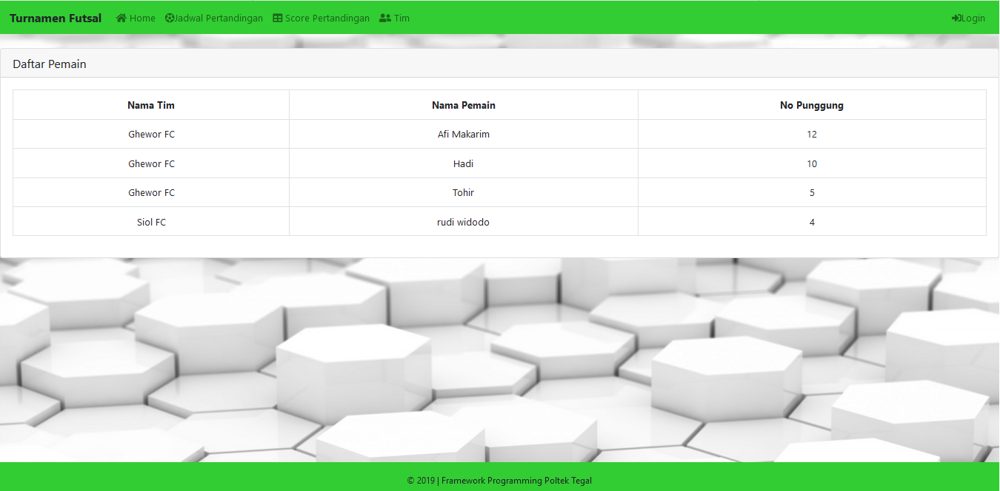 Turnamen Futsal Home Jadwal Pertandingan Score Pertandingan Tim Login
Daftar Pemain
Nama Tim Nama Pemain No Punggung
Ghewor FC Afi Makarim 12
Ghewor FC Hadi 10
Ghewor FC Tohir 5
Siol FC rudi widodo 4
© 2019 | Framework Programming Poltek Tegal